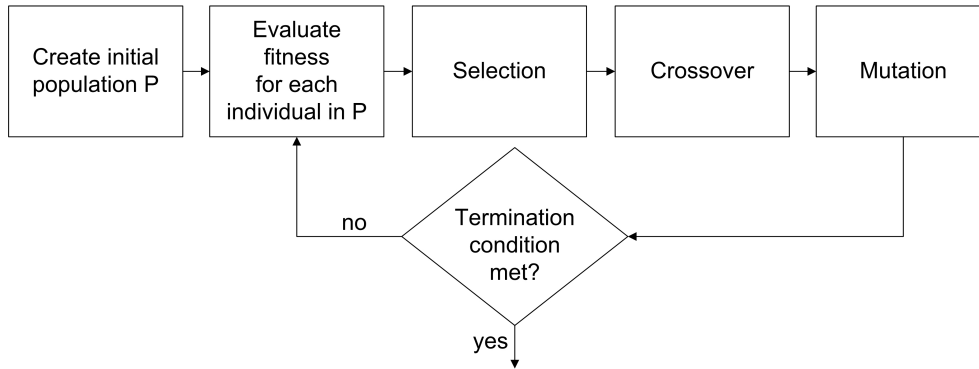 Create initial
population P
Evaluate
fitness
for each
individual in P
Selection
Crossover
Mutation
no
Termination
condition
met?
yes